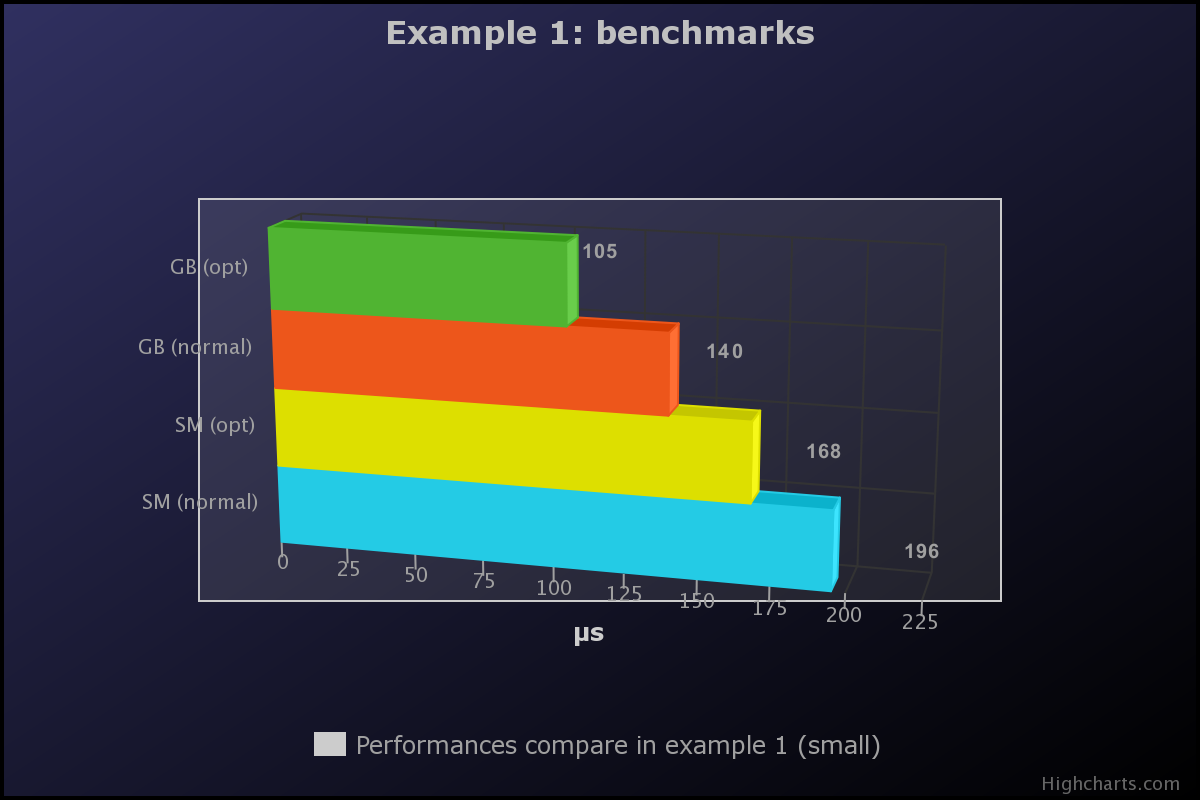 Example 1: benchmarks
GB (opt)
105
GB (normal)
140
SM (opt)
168
SM (normal)
196
0 25 50 75 100 125 150 175 200 225
µs
Performances compare in example 1 (small)
Highcharts.com